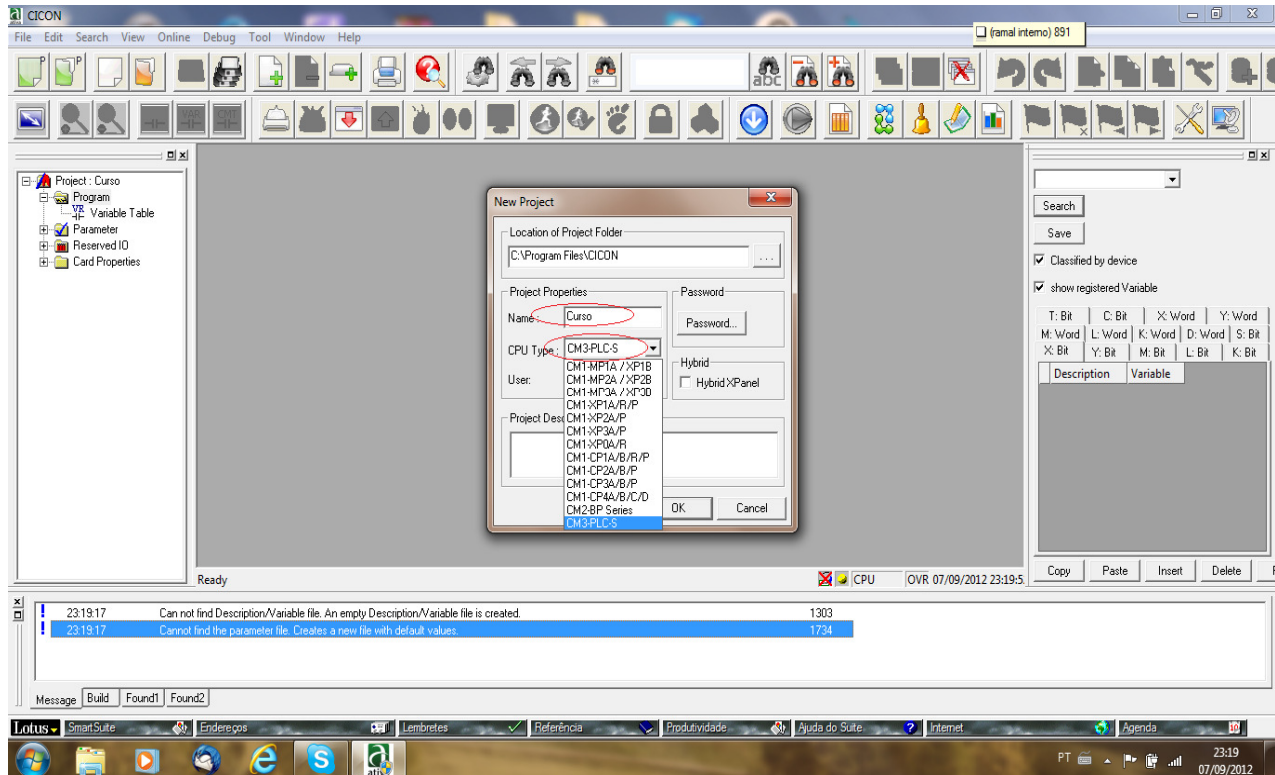 CICON
(ramal interno) 891
File Edit Search View Online Debug Tool Window Help
abc
VAR CMT
Project : Curso
Program
Variable Table
Parameter
Reserved IO
Card Properties
New Project
Location of Project Folder
C:\Program Files\CICON
...
Project Properties
Name :
Curso
CPU Type :
CM3-PLC-S
User:
Password
Password...
Hybrid
Hybrid XPanel
CM1-MP1A / XP1B
CM1-MP2A / XP2B
CM1-MP3A / XP3B
CM1-XP1A/R/P
CM1-XP2A/P
CM1-XP3A/P
CM1-XP0A/R
CM1-CP1A/B/R/P
CM1-CP2A/B/P
CM1-CP3A/B/P
CM1-CP4A/B/C/D
CM2-BP Series
CM3-PLC-S
Project Desc
OK Cancel
Search
Save
Classified by device
show registered Variable
T: Bit C: Bit X: Word Y: Word
M: Word L: Word K: Word D: Word S: Bit
X: Bit Y: Bit M: Bit L: Bit K: Bit
Description Variable
Copy Paste Insert Delete
Ready
CPU OVR 07/09/2012 23:19:5
23:19:17 Can not find Description/Variable file. An empty Description/Variable file is created. 1303
23:19:17 Cannot find the parameter file. Creates a new file with default values. 1734
Message Build Found1 Found2
Lotus SmartSuite Endereços Lembretes Referência Produtividade Ajuda do Suite Internet Agenda 10
PT 23:19
07/09/2012